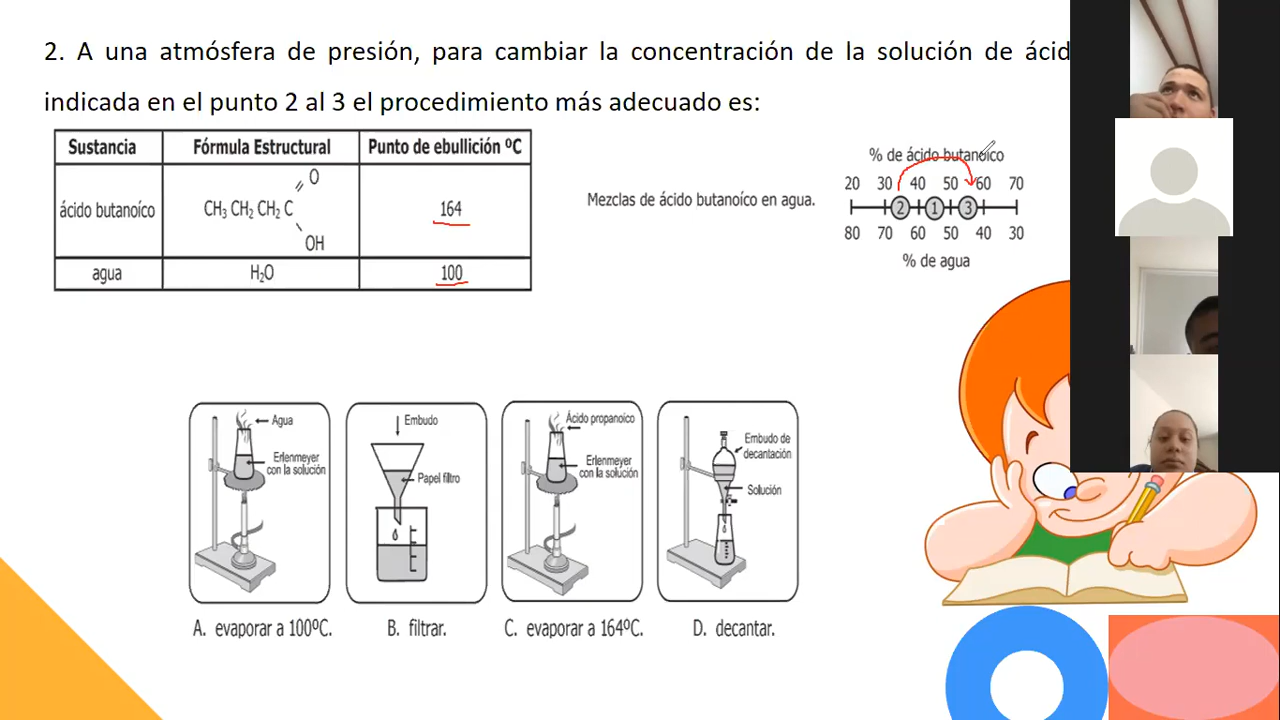 2. A una atmósfera de presión, para cambiar la concentración de la solución de ácid
indicada en el punto 2 al 3 el procedimiento más adecuado es:
Sustancia Fórmula Estructural Punto de ebullición ºC
ácido butanoíco CH₃ CH₂ CH₂ C O OH 164
agua H₂O 100
Mezclas de ácido butanoíco en agua.
% de ácido butanoico
20 30 40 50 60 70
2 1 3
80 70 60 50 40 30
% de agua
Agua
Erlenmeyer
con la solución
Embudo
Papel filtro
Ácido propanoico
Erlenmeyer
con la solución
Embudo de
decantación
Solución
A. evaporar a 100ºC.
B. filtrar.
C. evaporar a 164ºC.
D. decantar.